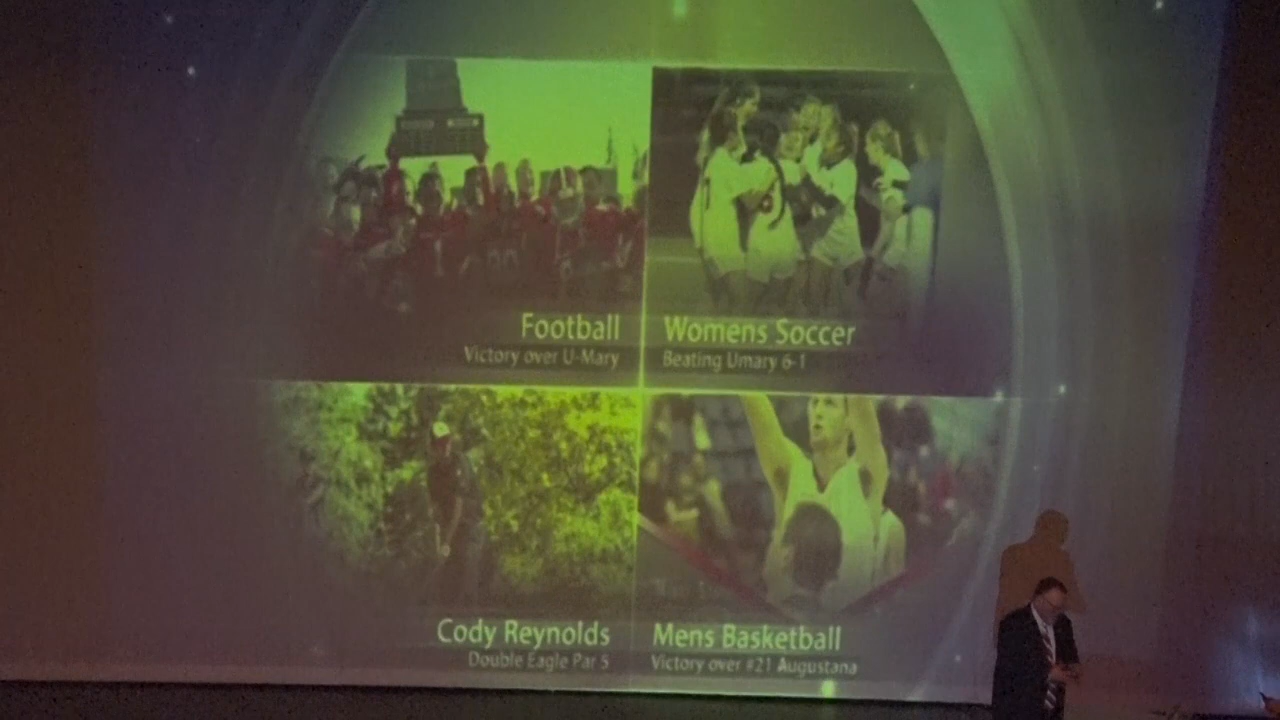 Football
Victory over U-Mary
Womens Soccer
Beating Umary 6-1
Cody Reynolds
Double Eagle Par 5
Mens Basketball
Victory over #21 Augustana